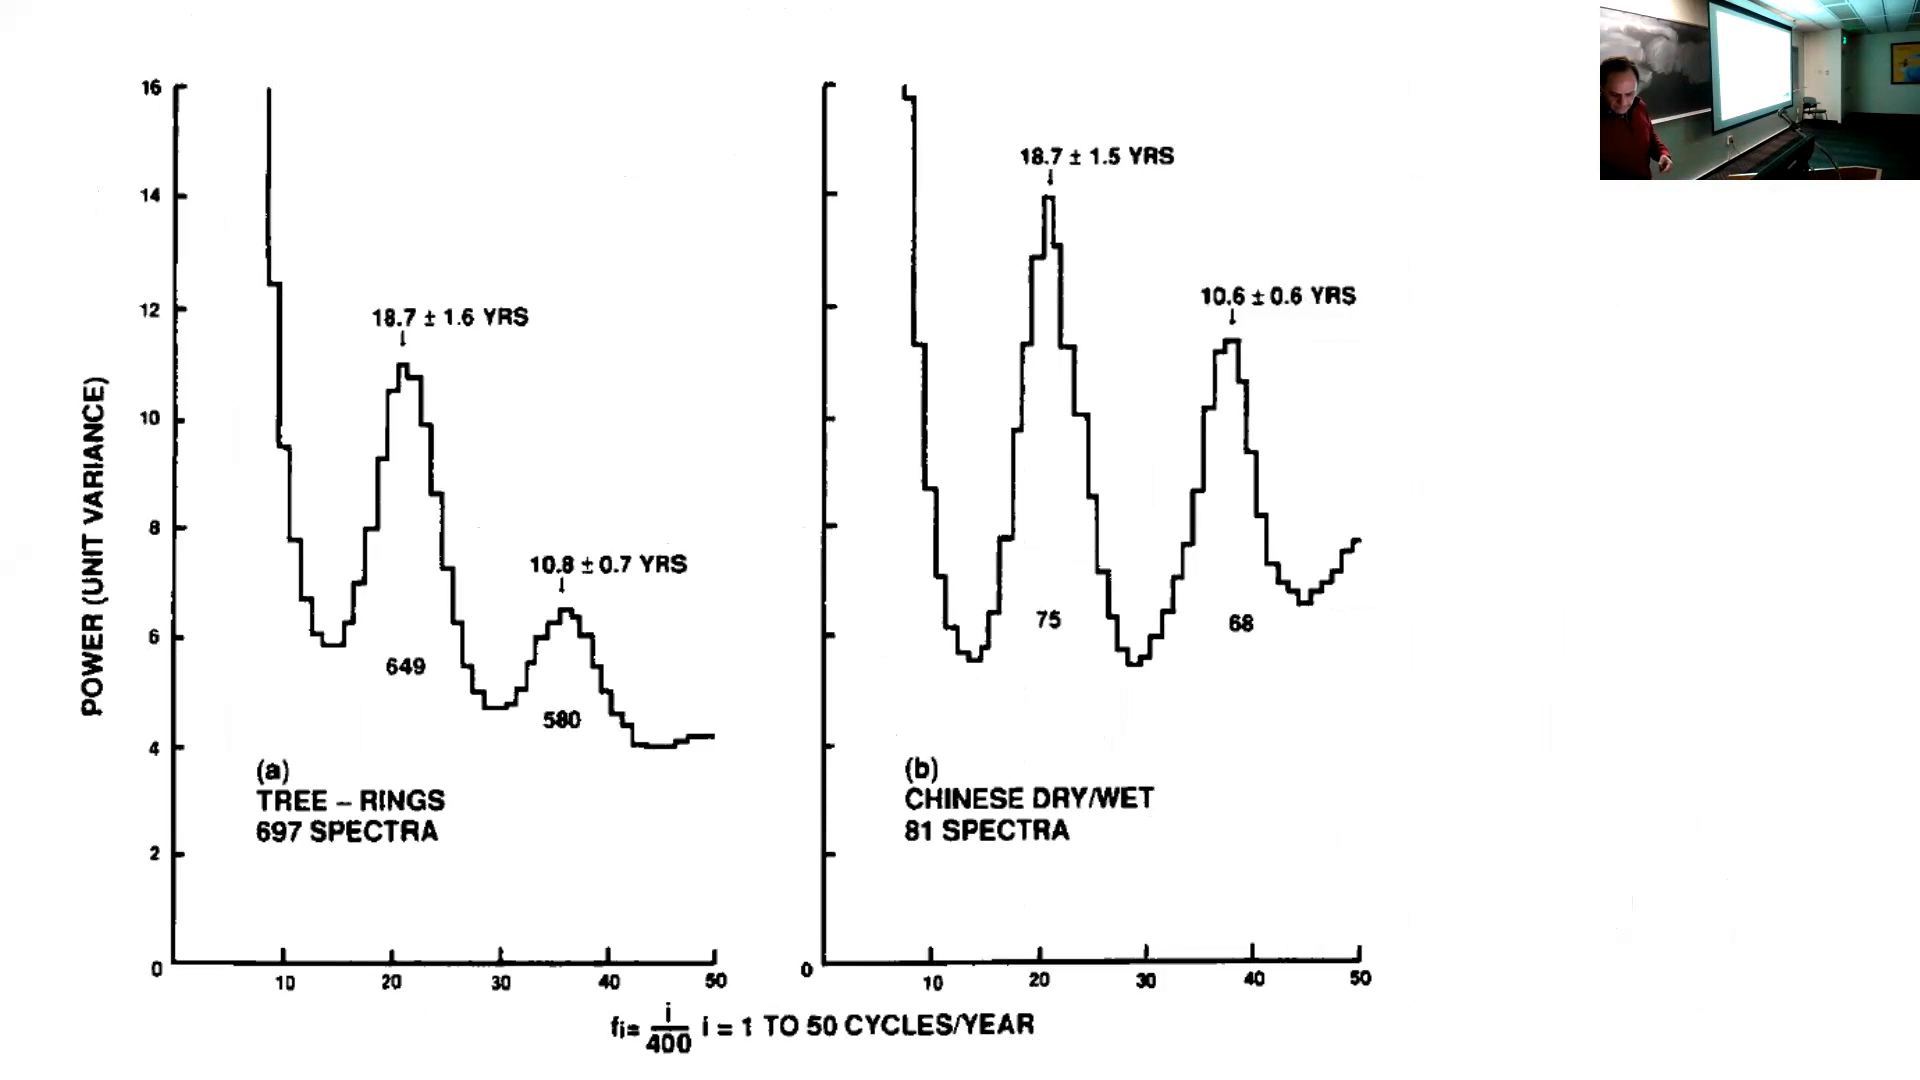 16
14
12
10
8
6
4
2
0
POWER (UNIT VARIANCE)
18.7 ± 1.6 YRS
10.8 ± 0.7 YRS
649
580
(a)
TREE – RINGS
697 SPECTRA
10 20 30 40 50
18.7 ± 1.5 YRS
10.6 ± 0.6 YRS
75
68
(b)
CHINESE DRY/WET
81 SPECTRA
0
10 20 30 40 50
fi= i/400 i = 1 TO 50 CYCLES/YEAR